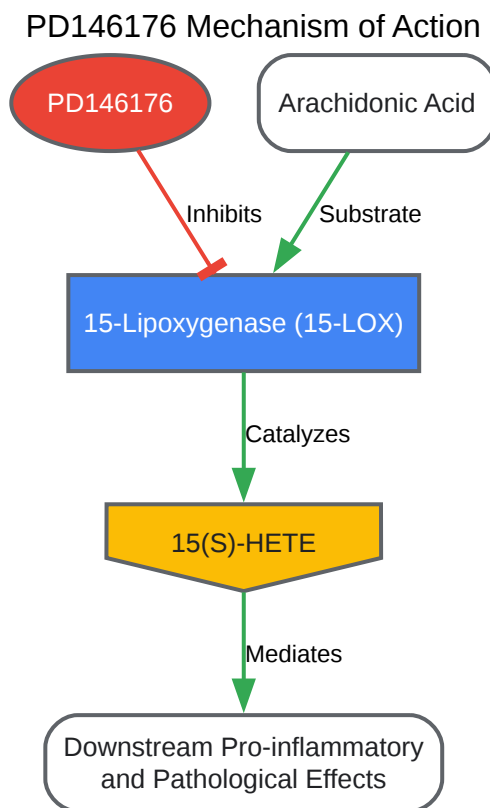 PD146176 Mechanism of Action
PD146176
Arachidonic Acid
Inhibits
Substrate
15-Lipoxygenase (15-LOX)
Catalyzes
15(S)-HETE
Mediates
Downstream Pro-inflammatory
and Pathological Effects